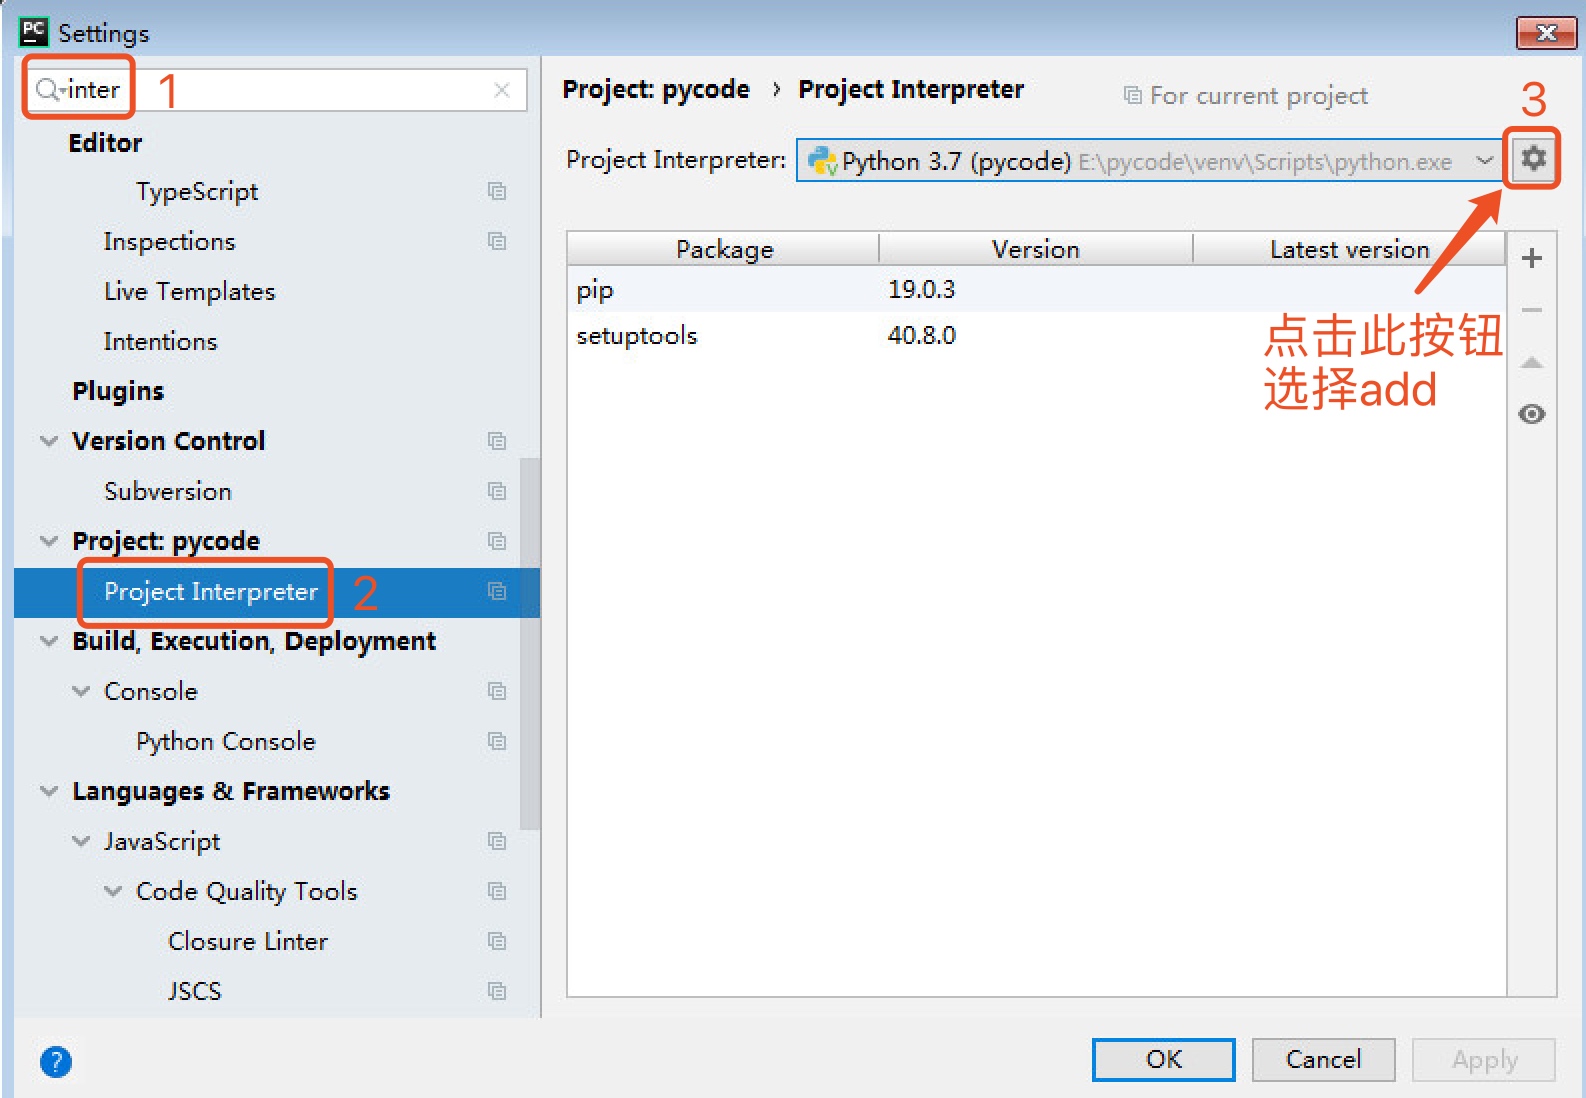 PC Settings
inter 1
Editor
TypeScript
Inspections
Live Templates
Intentions
Plugins
Version Control
Subversion
Project: pycode
Project Interpreter 2
Build, Execution, Deployment
Console
Python Console
Languages & Frameworks
JavaScript
Code Quality Tools
Closure Linter
JSCS
?
Project: pycode › Project Interpreter For current project
3
Project Interpreter: Python 3.7 (pycode) E:\pycode\venv\Scripts\python.exe
Package Version Latest version
pip 19.0.3
setuptools 40.8.0
点击此按钮
选择add
OK Cancel Apply